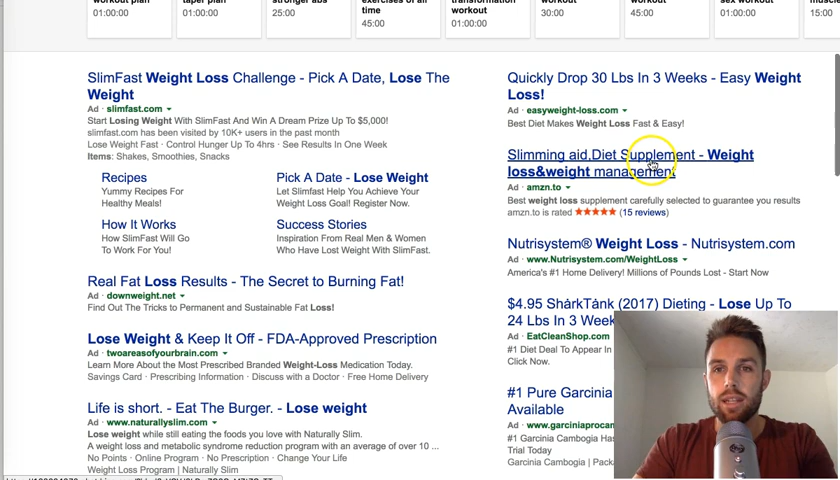 workout plan
01:00:00
taper plan
01:00:00
stronger abs
25:00
exercises of all
time
45:00
transformation
workout
01:00:00
workout
30:00
workout
45:00
sex workout
01:00:00
15:00
SlimFast Weight Loss Challenge - Pick A Date, Lose The
Weight
Ad · slimfast.com
Start Losing Weight With SlimFast And Win A Dream Prize Up To $5,000!
slimfast.com has been visited by 10K+ users in the past month
Lose Weight Fast · Control Hunger Up To 4hrs · See Results In One Week
Items: Shakes, Smoothies, Snacks
Recipes
Yummy Recipes For
Healthy Meals!
Pick A Date - Lose Weight
Let Slimfast Help You Achieve Your
Weight Loss Goal! Register Now.
How It Works
How SlimFast Will Go
To Work For You!
Success Stories
Inspiration From Real Men & Women
Who Have Lost Weight With SlimFast.
Real Fat Loss Results - The Secret to Burning Fat!
Ad · downweight.net
Find Out The Tricks to Permanent and Sustainable Fat Loss!
Lose Weight & Keep It Off - FDA-Approved Prescription
Ad · twoareasofyourbrain.com
Learn More About the Most Prescribed Branded Weight-Loss Medication Today.
Savings Card · Prescribing Information · Discuss with a Doctor · Free Home Delivery
Life is short. - Eat The Burger. - Lose weight
Ad · www.naturallyslim.com
Lose weight while still eating the foods you love with Naturally Slim.
A weight loss and metabolic syndrome reduction program with an average of over 10 ...
No Points · Online Program · No Prescription · Change Your Life
Weight Loss Program | Naturally Slim
Quickly Drop 30 Lbs In 3 Weeks - Easy Weight
Loss!
Ad · easyweight-loss.com
Best Diet Makes Weight Loss Fast & Easy!
Slimming aid,Diet Supplement - Weight
loss&weight management
Ad · amzn.to
Best weight loss supplement carefully selected to guarantee you results
amzn.to is rated ★★★★★ (15 reviews)
Nutrisystem® Weight Loss - Nutrisystem.com
Ad · www.Nutrisystem.com/WeightLoss
America's #1 Home Delivery! Millions of Pounds Lost - Start Now
$4.95 ShárkTánk (2017) Dieting - Lose Up To
24 Lbs In 3 Week
Ad · EatCleanShop.com
#1 Diet Deal To Appear In
Click Now.
#1 Pure Garcinia
Available
Ad · www.garciniaprocam
#1 Garcinia Cambogia Has
Trial Today
Garcinia Cambogia | Pack